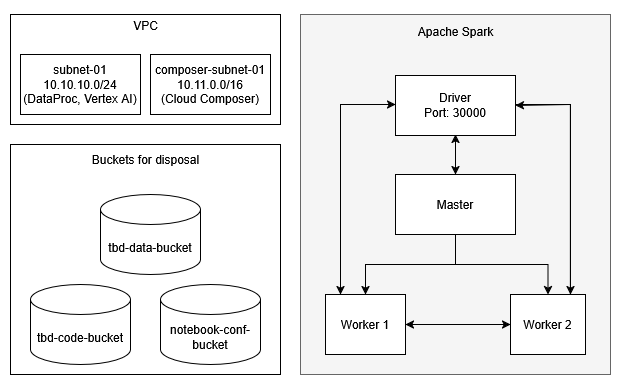 VPC
subnet-01
10.10.10.0/24
(DataProc, Vertex AI)
composer-subnet-01
10.11.0.0/16
(Cloud Composer)
Buckets for disposal
tbd-data-bucket
tbd-code-bucket
notebook-conf-
bucket
Apache Spark
Driver
Port: 30000
Master
Worker 1
Worker 2